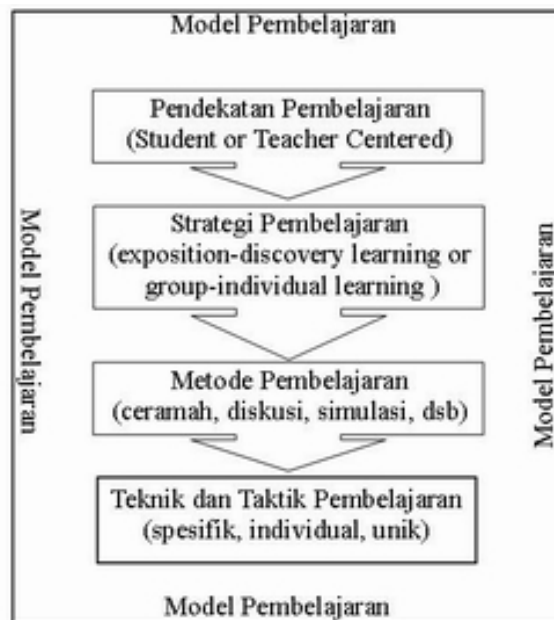 Model Pembelajaran
Pendekatan Pembelajaran
(Student or Teacher Centered)
Model Pembelajaran
Strategi Pembelajaran
(exposition-discovery learning or
group-individual learning )
Model Pembelajaran
Metode Pembelajaran
(ceramah, diskusi, simulasi, dsb)
Teknik dan Taktik Pembelajaran
(spesifik, individual, unik)
Model Pembelajaran